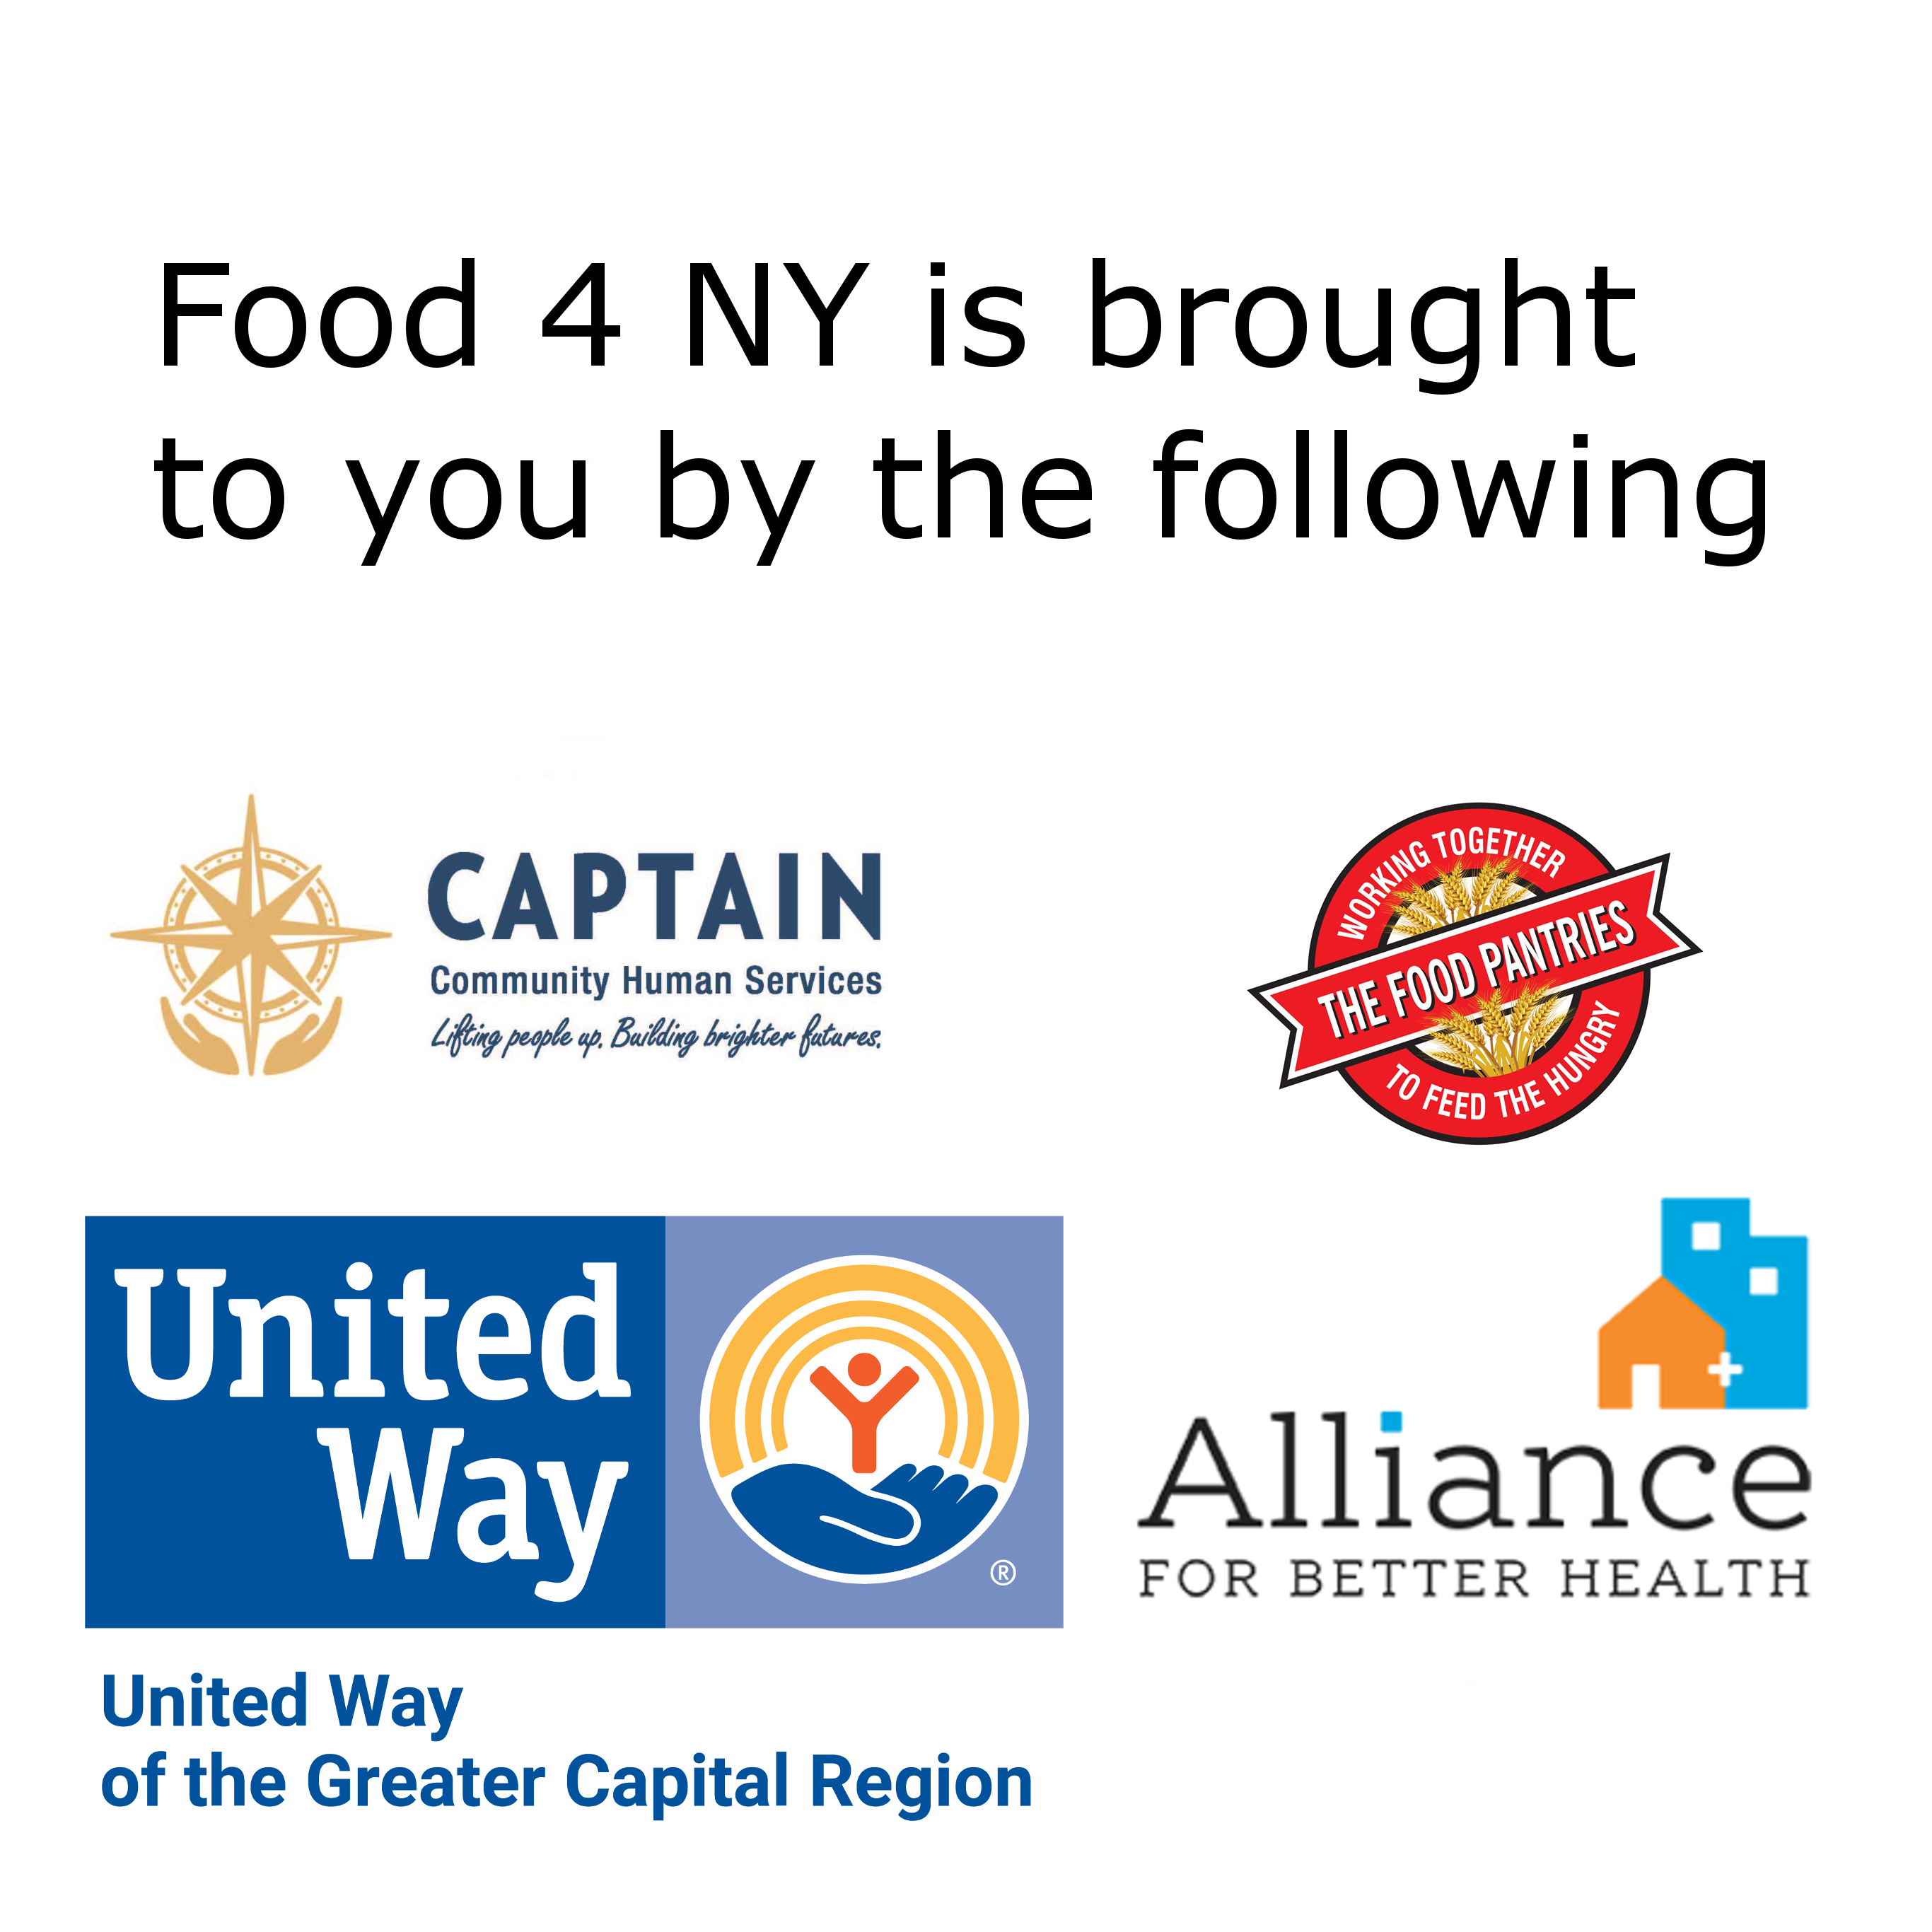 Food 4 NY is brought
to you by the following
CAPTAIN
Community Human Services
Lifting people up. Building brighter futures.
WORKING TOGETHER
THE FOOD PANTRIES
TO FEED THE HUNGRY
United
Way
®
United Way
of the Greater Capital Region
Alliance
FOR BETTER HEALTH